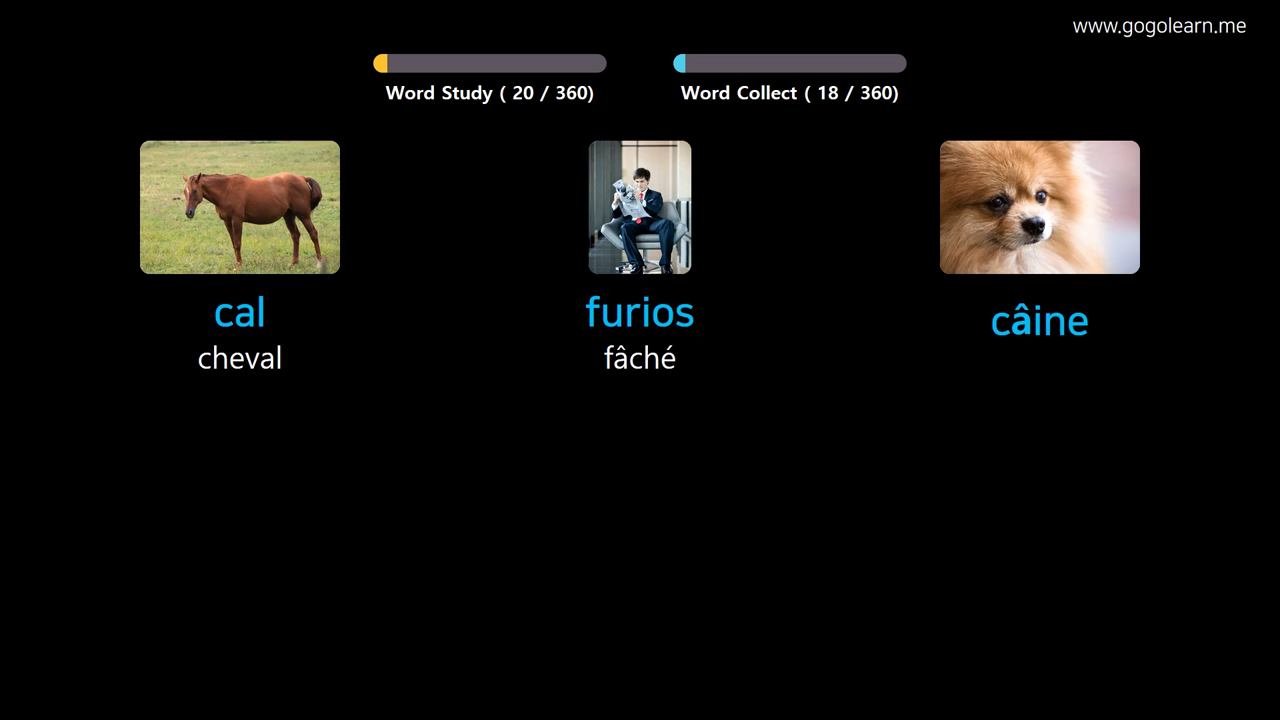 www.gogolearn.me
Word Study ( 20 / 360)
Word Collect ( 18 / 360)
cal
cheval
furios
fâché
câine